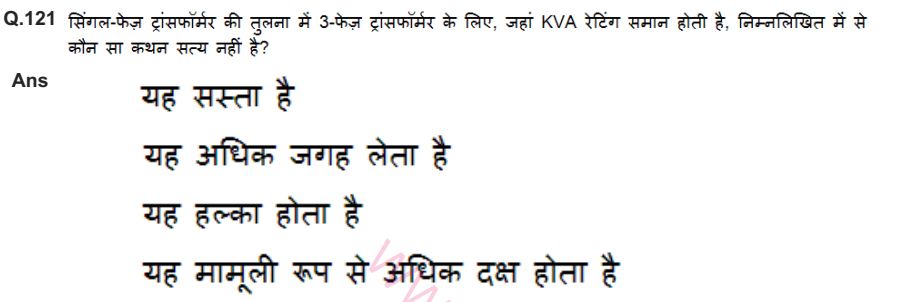 Q.121 सिंगल-फेज़ ट्रांसफॉर्मर की तुलना में 3-फेज़ ट्रांसफॉर्मर के लिए, जहां KVA रेटिंग समान होती है, निम्नलिखित में से
कौन सा कथन सत्य नहीं है?
Ans
यह सस्ता है
यह अधिक जगह लेता है
यह हल्का होता है
यह मामूली रूप से अधिक दक्ष होता है